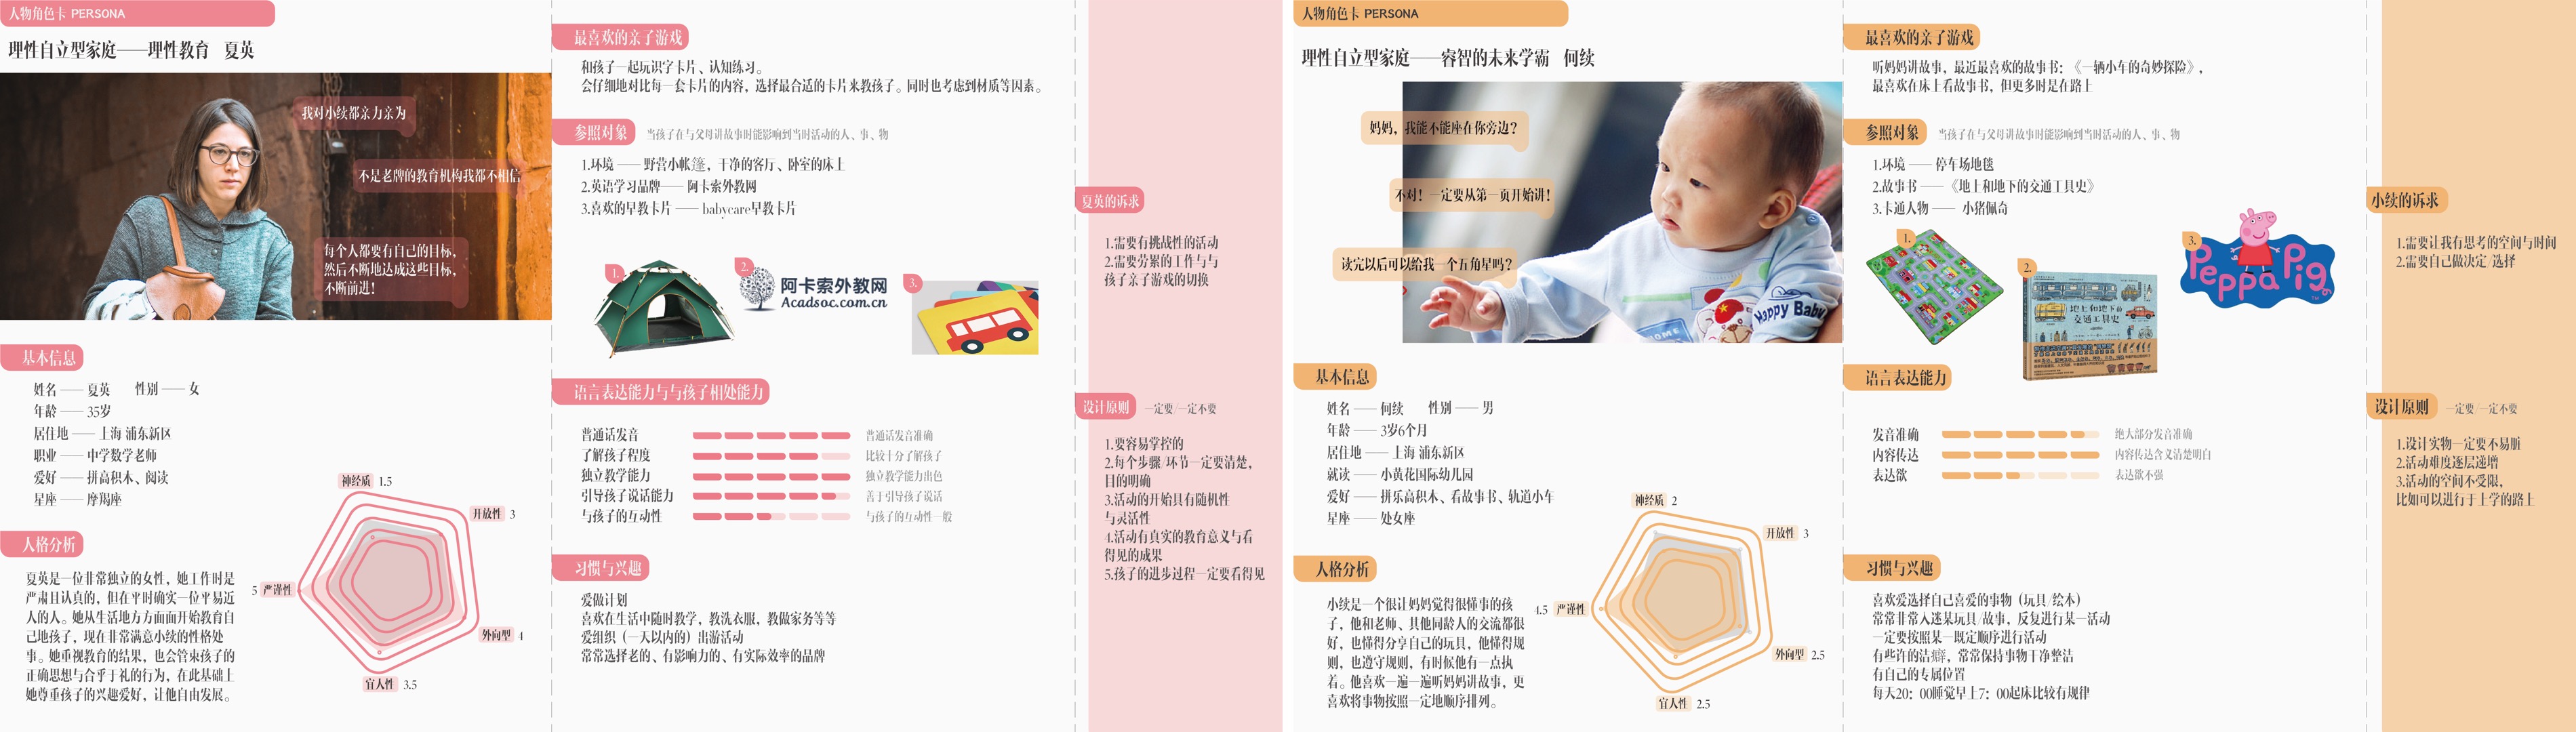 人物角色卡 PERSONA
理性自立型家庭——理性教育 夏英
我对小续都亲力亲为
不是老牌的教育机构我都不相信
每个人都要有自己的目标，
然后不断地达成这些目标，
不断前进！
基本信息
姓名 —— 夏英 性别 —— 女
年龄 —— 35岁
居住地 —— 上海 浦东新区
职业 —— 中学数学老师
爱好 —— 拼高积木、阅读
星座 —— 摩羯座
人格分析
夏英是一位非常独立的女性，她工作时是
严肃且认真的，但在平时确实一位平易近
人的人。她从生活地方方面面开始教育自
己地孩子，现在非常满意小续的性格处
事。她重视教育的结果，也会管束孩子的
正确思想与合乎于礼的行为，在此基础上
她尊重孩子的兴趣爱好，让他自由发展。
神经质 1.5
开放性 3
5 严谨性
外向型 4
宜人性 3.5
最喜欢的亲子游戏
和孩子一起玩识字卡片、认知练习。
会仔细地对比每一套卡片的内容，选择最合适的卡片来教孩子。同时也考虑到材质等因素。
参照对象 当孩子在与父母讲故事时能影响到当时活动的人、事、物
1.环境 —— 野营小帐篷，干净的客厅、卧室的床上
2.英语学习品牌—— 阿卡索外教网
3.喜欢的早教卡片 —— babycare早教卡片
1.
2.
阿卡索外教网
Acadsoc.com.cn
3.
语言表达能力与与孩子相处能力
普通话发音 普通话发音准确
了解孩子程度 比较十分了解孩子
独立教学能力 独立教学能力出色
引导孩子说话能力 善于引导孩子说话
与孩子的互动性 与孩子的互动性一般
习惯与兴趣
爱做计划
喜欢在生活中随时教学，教洗衣服，教做家务等等
爱组织（一天以内的）出游活动
常常选择老的、有影响力的、有实际效率的品牌
夏英的诉求
1.需要有挑战性的活动
2.需要劳累的工作与与
孩子亲子游戏的切换
设计原则 一定要/一定不要
1.要容易掌控的
2.每个步骤/环节一定要清楚，
目的明确
3.活动的开始具有随机性
与灵活性
4.活动有真实的教育意义与看
得见的成果
5.孩子的进步过程一定要看得见
人物角色卡 PERSONA
理性自立型家庭——睿智的未来学霸 何续
妈妈，我能不能座在你旁边？
不对！一定要从第一页开始讲！
读完以后可以给我一个五角星吗？
Happy Baby
HOME
基本信息
姓名 —— 何续 性别 —— 男
年龄 —— 3岁6个月
居住地 —— 上海 浦东新区
就读 —— 小黄花国际幼儿园
爱好 —— 拼乐高积木、看故事书、轨道小车
星座 —— 处女座
人格分析
小续是一个很让妈妈觉得很懂事的孩
子，他和老师、其他同龄人的交流都很
好，也懂得分享自己的玩具，他懂得规
则，也遵守规则，有时候他有一点执
着。他喜欢一遍一遍听妈妈讲故事，更
喜欢将事物按照一定地顺序排列。
神经质 2
开放性 3
4.5 严谨性
外向型 2.5
宜人性 2.5
最喜欢的亲子游戏
听妈妈讲故事，最近最喜欢的故事书：《一辆小车的奇妙探险》，
最喜欢在床上看故事书，但更多时是在路上
参照对象 当孩子在与父母讲故事时能影响到当时活动的人、事、物
1.环境 —— 停车场地毯
2.故事书 —— 《地上和地下的交通工具史》
3.卡通人物 —— 小猪佩奇
1.
2.
地上和地下的
交通工具史
3.
Peppa Pig
语言表达能力
发音准确 绝大部分发音准确
内容传达 内容传达含义清楚明白
表达欲 表达欲不强
习惯与兴趣
喜欢爱选择自己喜爱的事物（玩具/绘本）
常常非常入迷某玩具/故事，反复进行某一活动
一定要按照某一既定顺序进行活动
有些许的洁癖，常常保持事物干净整洁
有自己的专属位置
每天20：00睡觉早上7：00起床比较有规律
小续的诉求
1.需要让我有思考的空间与时间
2.需要自己做决定/选择
设计原则 一定要/一定不要
1.设计实物一定要不易脏
2.活动难度逐层递增
3.活动的空间不受限，
比如可以进行于上学的路上